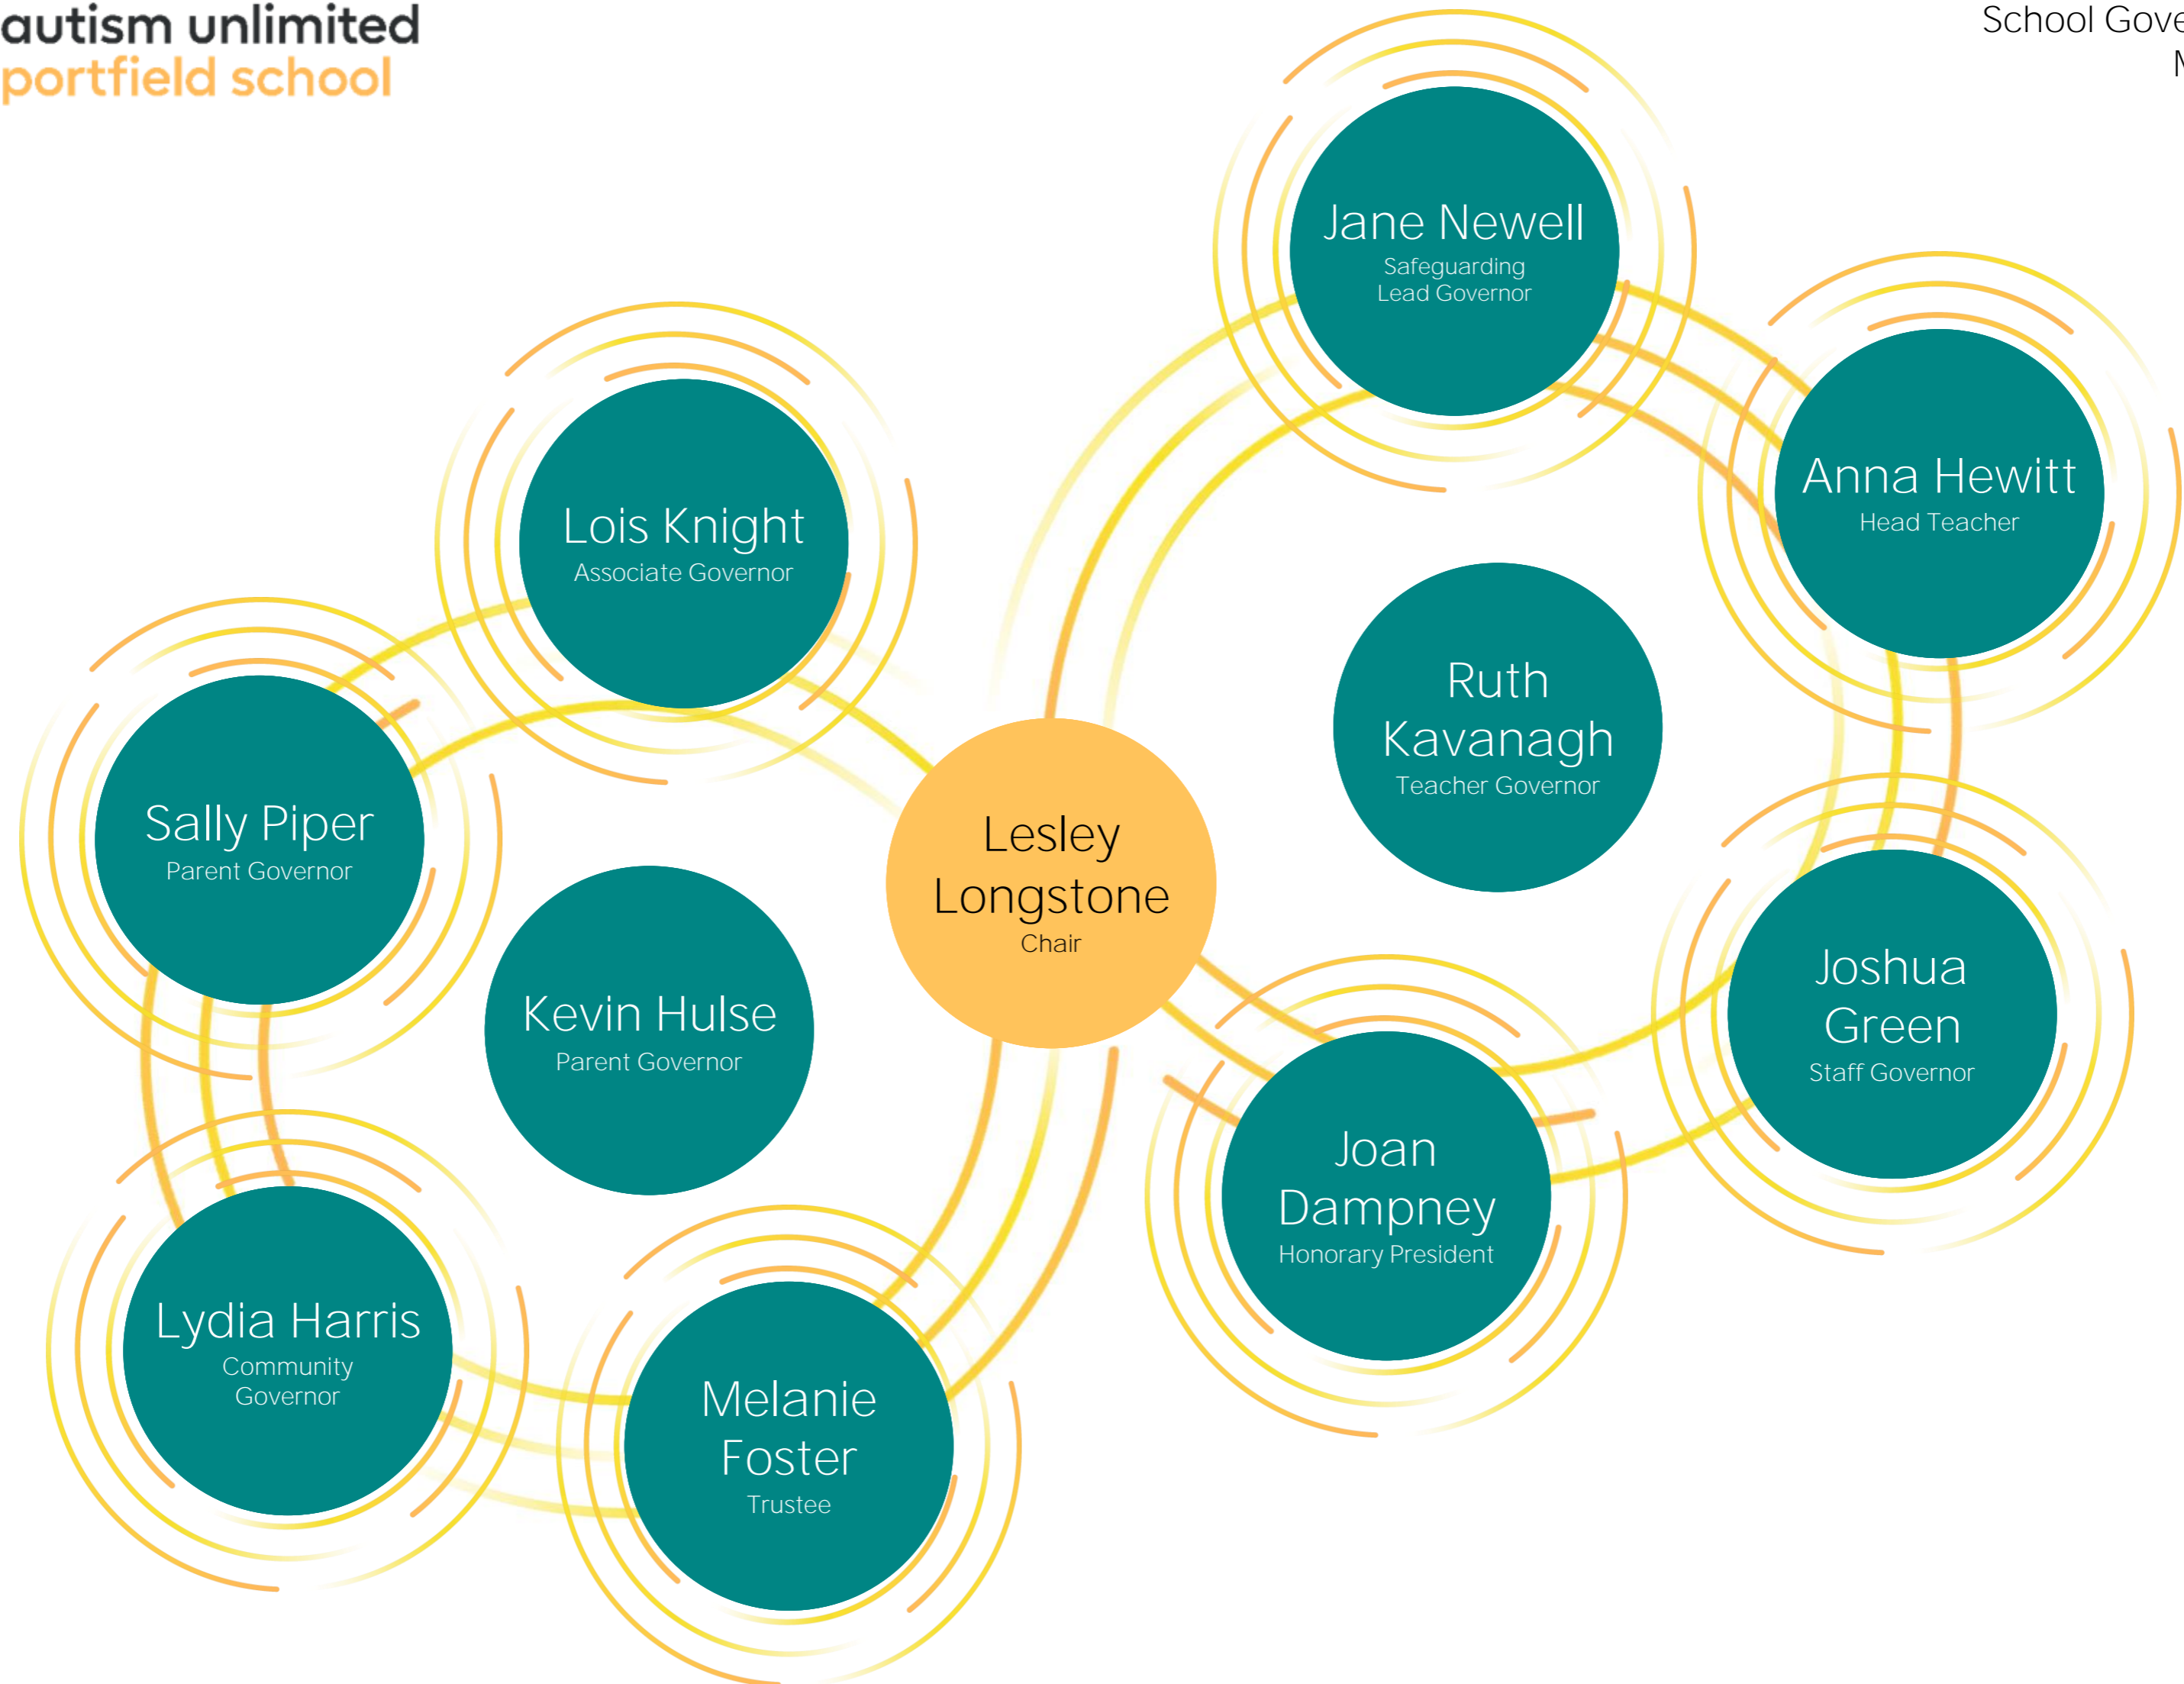 autism unlimited
portfield school
School Gove
Jane Newell
Safeguarding
Lead Governor
Anna Hewitt
Head Teacher
Lois Knight
Associate Governor
Ruth
Kavanagh
Teacher Governor
Sally Piper
Parent Governor
Lesley
Longstone
Chair
Kevin Hulse
Parent Governor
Joshua
Green
Staff Governor
Joan
Dampney
Honorary President
Lydia Harris
Community
Governor
Melanie
Foster
Trustee